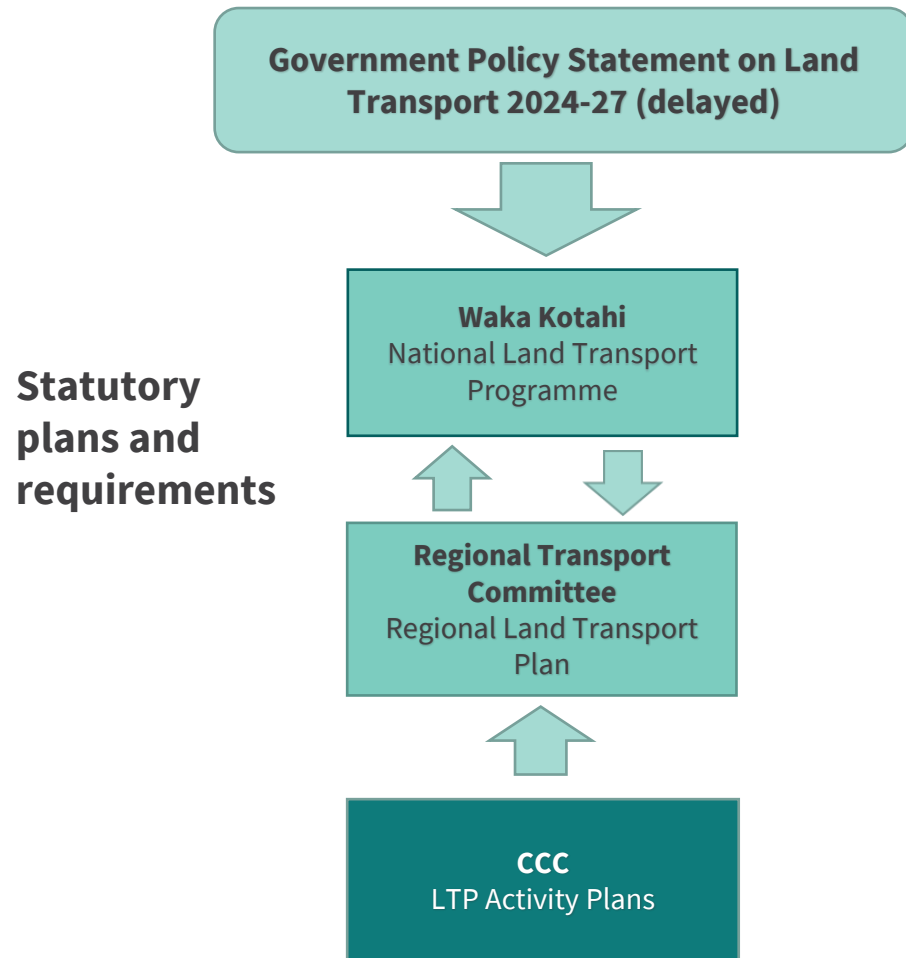 Government Policy Statement on Land
Transport 2024-27 (delayed)
Waka Kotahi
National Land Transport
Programme
Statutory
plans and
requirements
Regional Transport
Committee
Regional Land Transport
Plan
CCC
LTP Activity Plans